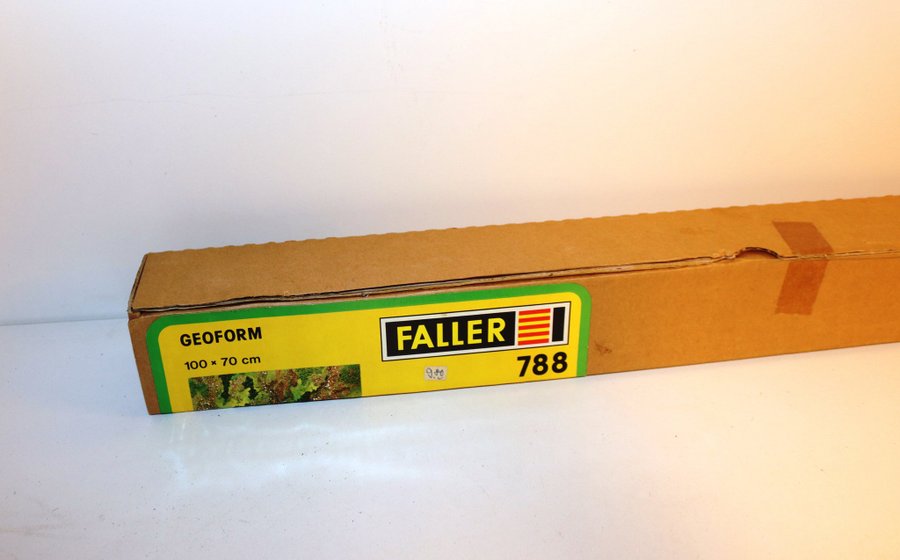 GEOFORM
100 × 70 cm
FALLER
788